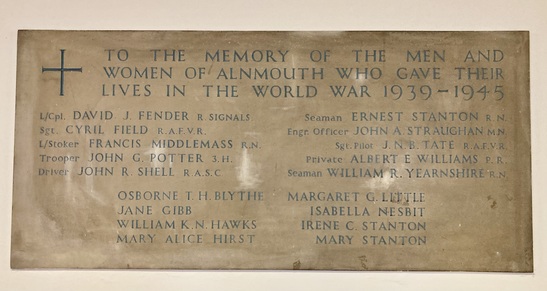 TO THE MEMORY OF THE MEN AND
WOMEN OF ALNMOUTH WHO GAVE THEIR
LIVES IN THE WORLD WAR 1939-1945
L/Cpl. DAVID J. FENDER R. SIGNALS
Sgt. CYRIL FIELD R.A.F.V.R.
L/Stoker FRANCIS MIDDLEMASS R.N.
Trooper JOHN G. POTTER 3.H.
Driver JOHN R. SHELL R.A.S.C
Seaman ERNEST STANTON R.N.
Engr. Officer JOHN A. STRAUGHAN M.N.
Sgt. Pilot J.N.B. TATE R.A.F.V.R.
Private ALBERT E WILLIAMS P.R.
Seaman WILLIAM R. YEARNSHIRE R.N.
OSBORNE T.H. BLYTHE
JANE GIBB
WILLIAM K.N. HAWKS
MARY ALICE HIRST
MARGARET G. LITTLE
ISABELLA NESBIT
IRENE C. STANTON
MARY STANTON